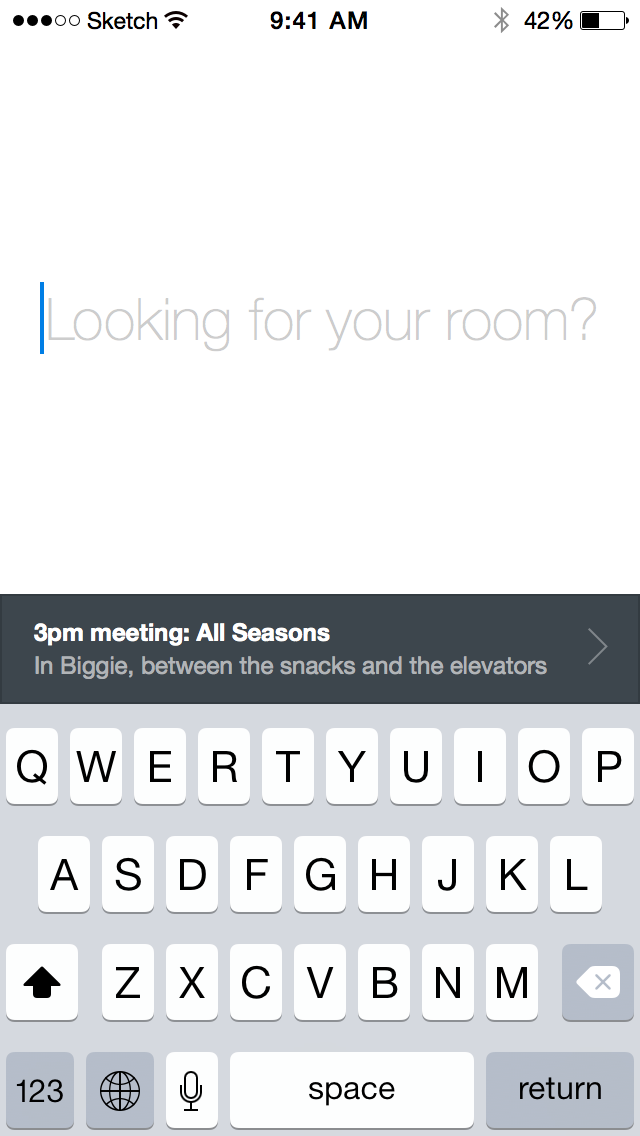 Sketch 9:41 AM 42%
Looking for your room?
3pm meeting: All Seasons
In Biggie, between the snacks and the elevators
Q W E R T Y U I O P
A S D F G H J K L
Z X C V B N M
123 space return